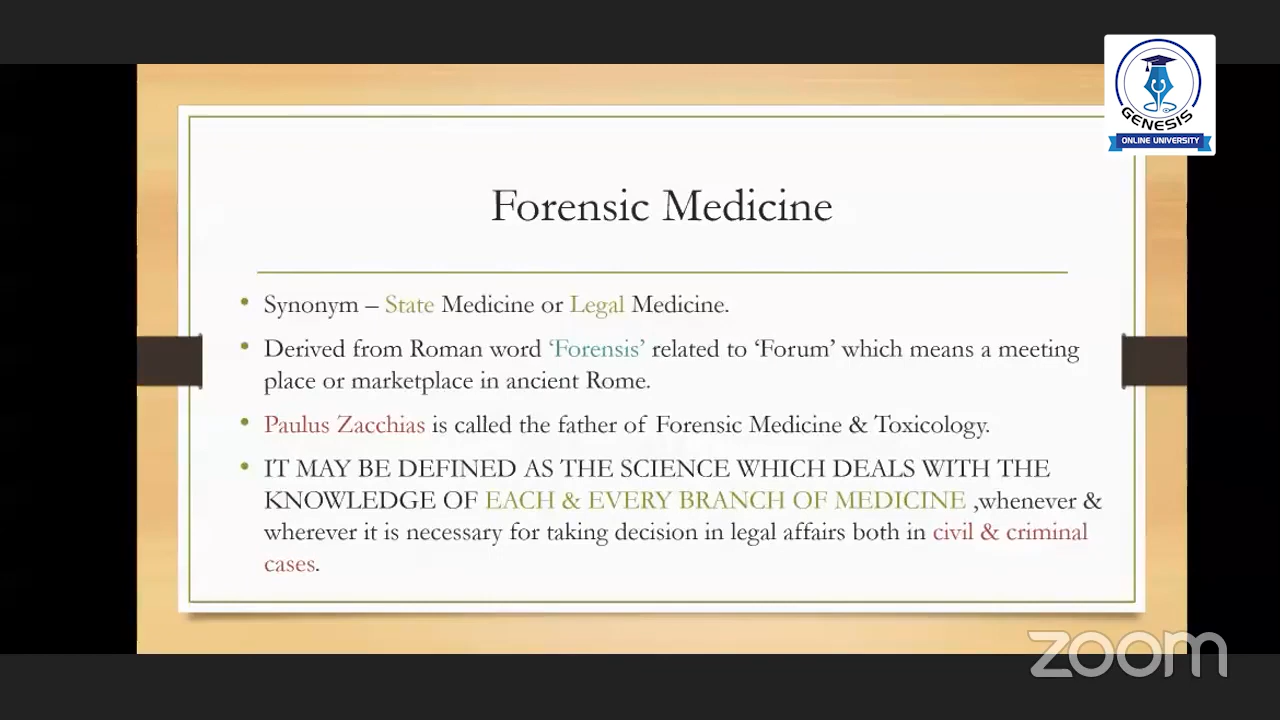 GENESIS
ONLINE UNIVERSITY
Forensic Medicine
• Synonym – State Medicine or Legal Medicine.
• Derived from Roman word ‘Forensis’ related to ‘Forum’ which means a meeting
place or marketplace in ancient Rome.
• Paulus Zacchias is called the father of Forensic Medicine & Toxicology.
• IT MAY BE DEFINED AS THE SCIENCE WHICH DEALS WITH THE
KNOWLEDGE OF EACH & EVERY BRANCH OF MEDICINE ,whenever &
wherever it is necessary for taking decision in legal affairs both in civil & criminal
cases.
zoom